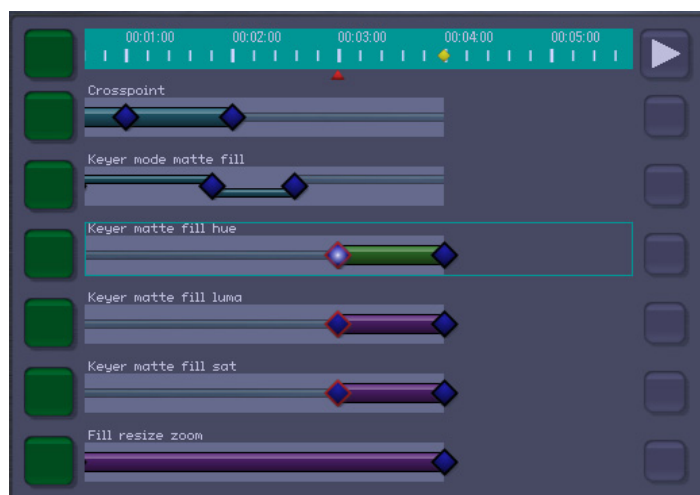 00:01:00 00:02:00 00:03:00 00:04:00 00:05:00
Crosspoint
Keyer mode matte fill
Keyer matte fill hue
Keyer matte fill luma
Keyer matte fill sat
Fill resize zoom